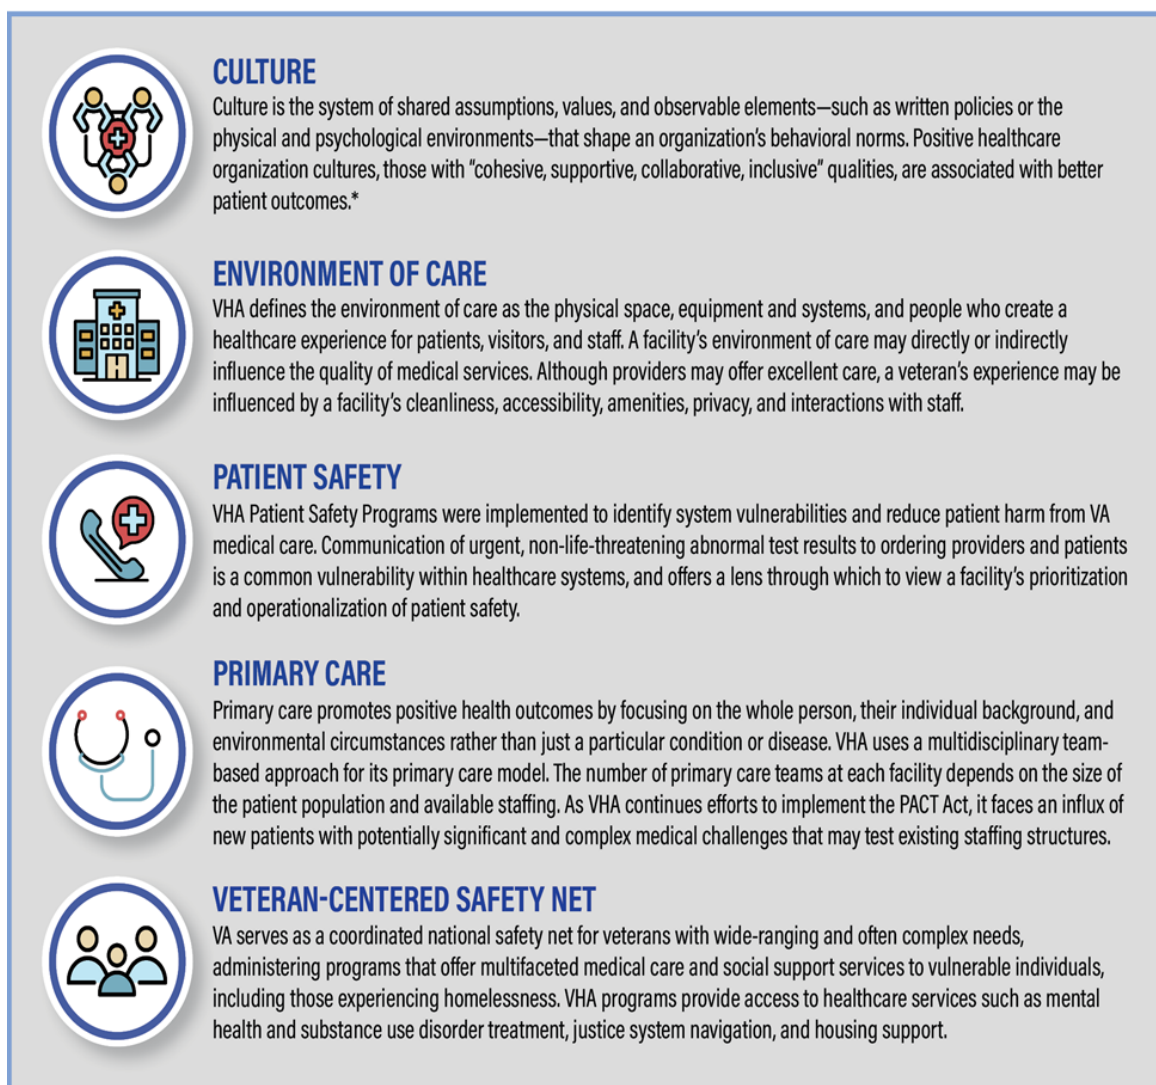 CULTURE
Culture is the system of shared assumptions, values, and observable elements—such as written policies or the
physical and psychological environments—that shape an organization’s behavioral norms. Positive healthcare
organization cultures, those with “cohesive, supportive, collaborative, inclusive” qualities, are associated with better
patient outcomes.*
ENVIRONMENT OF CARE
VHA defines the environment of care as the physical space, equipment and systems, and people who create a
healthcare experience for patients, visitors, and staff. A facility’s environment of care may directly or indirectly
influence the quality of medical services. Although providers may offer excellent care, a veteran’s experience may be
influenced by a facility’s cleanliness, accessibility, amenities, privacy, and interactions with staff.
PATIENT SAFETY
VHA Patient Safety Programs were implemented to identify system vulnerabilities and reduce patient harm from VA
medical care. Communication of urgent, non-life-threatening abnormal test results to ordering providers and patients
is a common vulnerability within healthcare systems, and offers a lens through which to view a facility’s prioritization
and operationalization of patient safety.
PRIMARY CARE
Primary care promotes positive health outcomes by focusing on the whole person, their individual background, and
environmental circumstances rather than just a particular condition or disease. VHA uses a multidisciplinary team-
based approach for its primary care model. The number of primary care teams at each facility depends on the size of
the patient population and available staffing. As VHA continues efforts to implement the PACT Act, it faces an influx of
new patients with potentially significant and complex medical challenges that may test existing staffing structures.
VETERAN-CENTERED SAFETY NET
VA serves as a coordinated national safety net for veterans with wide-ranging and often complex needs,
administering programs that offer multifaceted medical care and social support services to vulnerable individuals,
including those experiencing homelessness. VHA programs provide access to healthcare services such as mental
health and substance use disorder treatment, justice system navigation, and housing support.